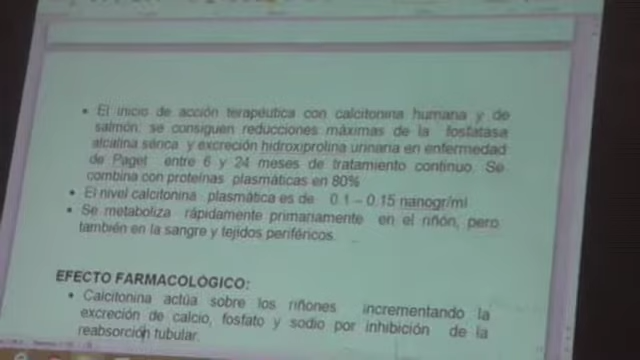 • El inicio de acción terapéutica con calcitonina humana y de
salmón: se consiguen reducciones máximas de la fosfatasa
alcalina sérica y excreción hidroxiprolina urinaria en enfermedad
de Paget entre 6 y 24 meses de tratamiento continuo. Se
combina con proteínas plasmáticas en 80%
• El nivel calcitonina plasmática es de 0.1 – 0.15 nanogr/ml
• Se metaboliza rápidamente primariamente en el riñón, pero
también en la sangre y tejidos periféricos.
EFECTO FARMACOLÓGICO:
• Calcitonina actúa sobre los riñones incrementando la
excreción de calcio, fosfato y sodio por inhibición de la
reabsorción tubular.